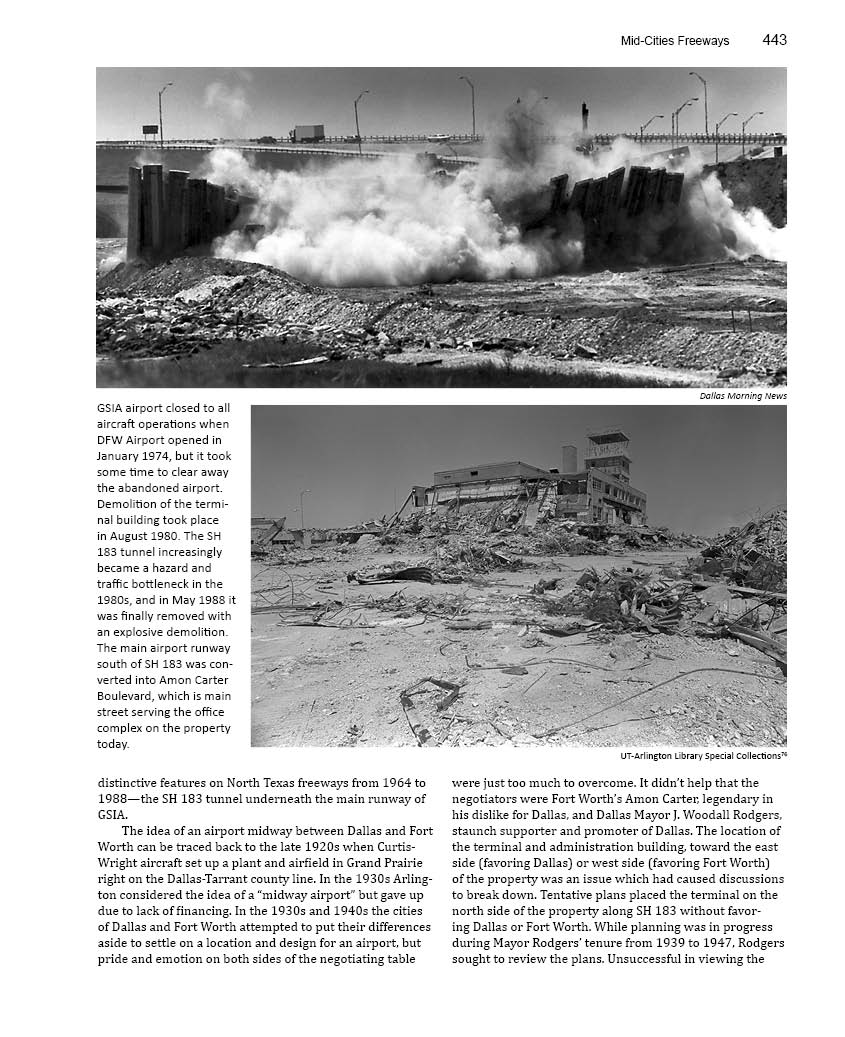 Mid-Cities Freeways 443
Dallas Morning News
GSIA airport closed to all
aircraft operations when
DFW Airport opened in
January 1974, but it took
some time to clear away
the abandoned airport.
Demolition of the termi-
nal building took place
in August 1980. The SH
183 tunnel increasingly
became a hazard and
traffic bottleneck in the
1980s, and in May 1988 it
was finally removed with
an explosive demolition.
The main airport runway
south of SH 183 was con-
verted into Amon Carter
Boulevard, which is main
street serving the office
complex on the property
today.
UT-Arlington Library Special Collections⁷⁶
distinctive features on North Texas freeways from 1964 to
1988—the SH 183 tunnel underneath the main runway of
GSIA.
The idea of an airport midway between Dallas and Fort
Worth can be traced back to the late 1920s when Curtis-
Wright aircraft set up a plant and airfield in Grand Prairie
right on the Dallas-Tarrant county line. In the 1930s Arling-
ton considered the idea of a “midway airport” but gave up
due to lack of financing. In the 1930s and 1940s the cities
of Dallas and Fort Worth attempted to put their differences
aside to settle on a location and design for an airport, but
pride and emotion on both sides of the negotiating table
were just too much to overcome. It didn’t help that the
negotiators were Fort Worth’s Amon Carter, legendary in
his dislike for Dallas, and Dallas Mayor J. Woodall Rodgers,
staunch supporter and promoter of Dallas. The location of
the terminal and administration building, toward the east
side (favoring Dallas) or west side (favoring Fort Worth)
of the property was an issue which had caused discussions
to break down. Tentative plans placed the terminal on the
north side of the property along SH 183 without favor-
ing Dallas or Fort Worth. While planning was in progress
during Mayor Rodgers’ tenure from 1939 to 1947, Rodgers
sought to review the plans. Unsuccessful in viewing the